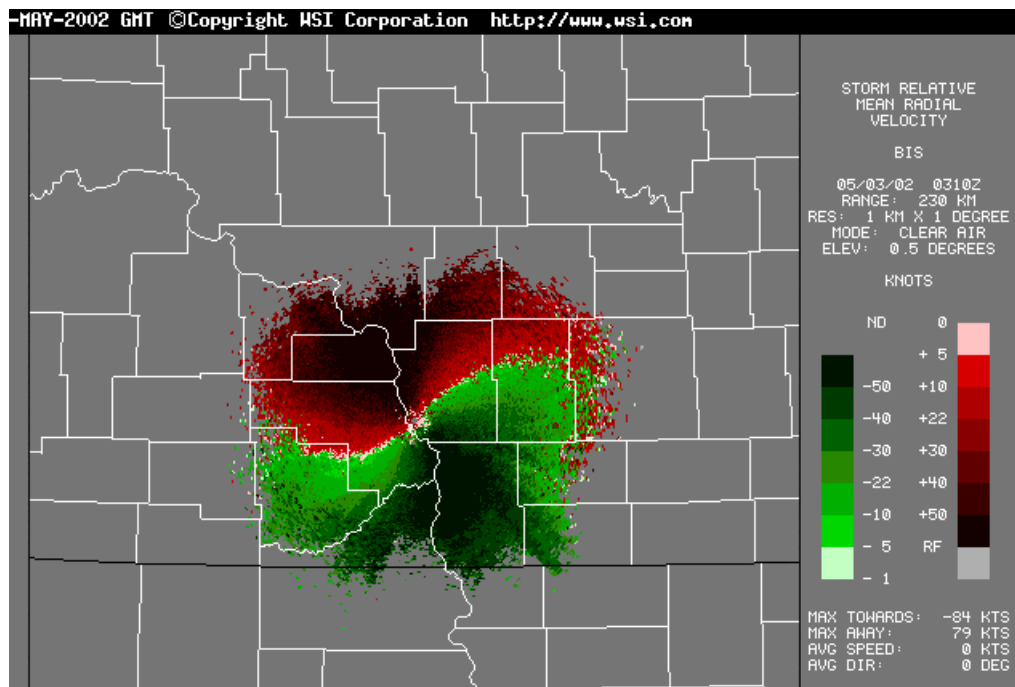 -MAY-2002 GMT ©Copyright WSI Corporation http://www.wsi.com
STORM RELATIVE
MEAN RADIAL
VELOCITY
BIS
05/03/02 0310Z
RANGE: 230 KM
RES: 1 KM X 1 DEGREE
MODE: CLEAR AIR
ELEV: 0.5 DEGREES
KNOTS
ND 0
+ 5
-50 +10
-40 +22
-30 +30
-22 +40
-10 +50
- 5 RF
- 1
MAX TOWARDS: -84 KTS
MAX AWAY: 79 KTS
AVG SPEED: 0 KTS
AVG DIR: 0 DEG